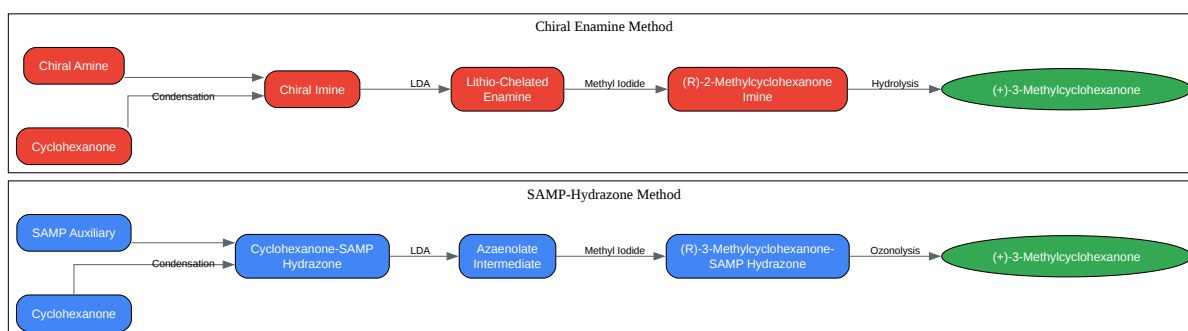 Chiral Enamine Method
Chiral Amine
Cyclohexanone
Condensation
Chiral Imine
LDA
Lithio-Chelated
Enamine
Methyl Iodide
(R)-2-Methylcyclohexanone
Imine
Hydrolysis
(+)-3-Methylcyclohexanone
SAMP-Hydrazone Method
SAMP Auxiliary
Cyclohexanone
Condensation
Cyclohexanone-SAMP
Hydrazone
LDA
Azaenolate
Intermediate
Methyl Iodide
(R)-3-Methylcyclohexanone-
SAMP Hydrazone
Ozonolysis
(+)-3-Methylcyclohexanone